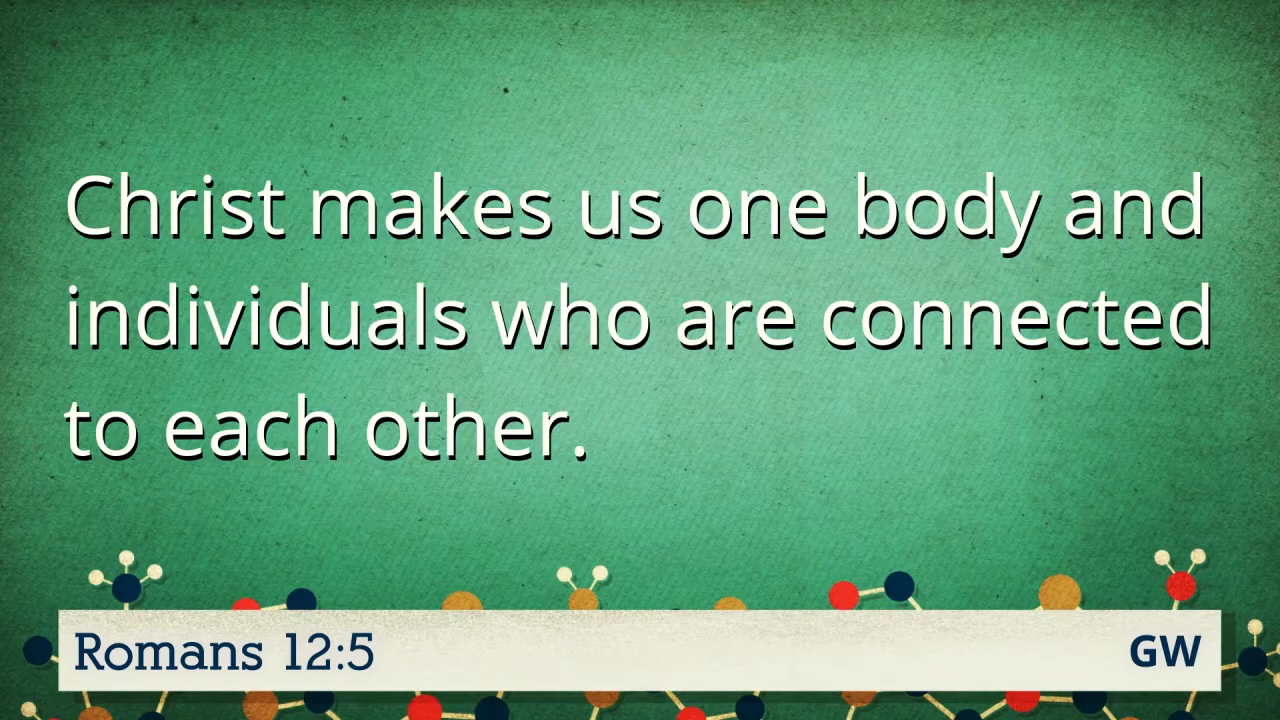 Christ makes us one body and
individuals who are connected
to each other.
Romans 12:5
GW